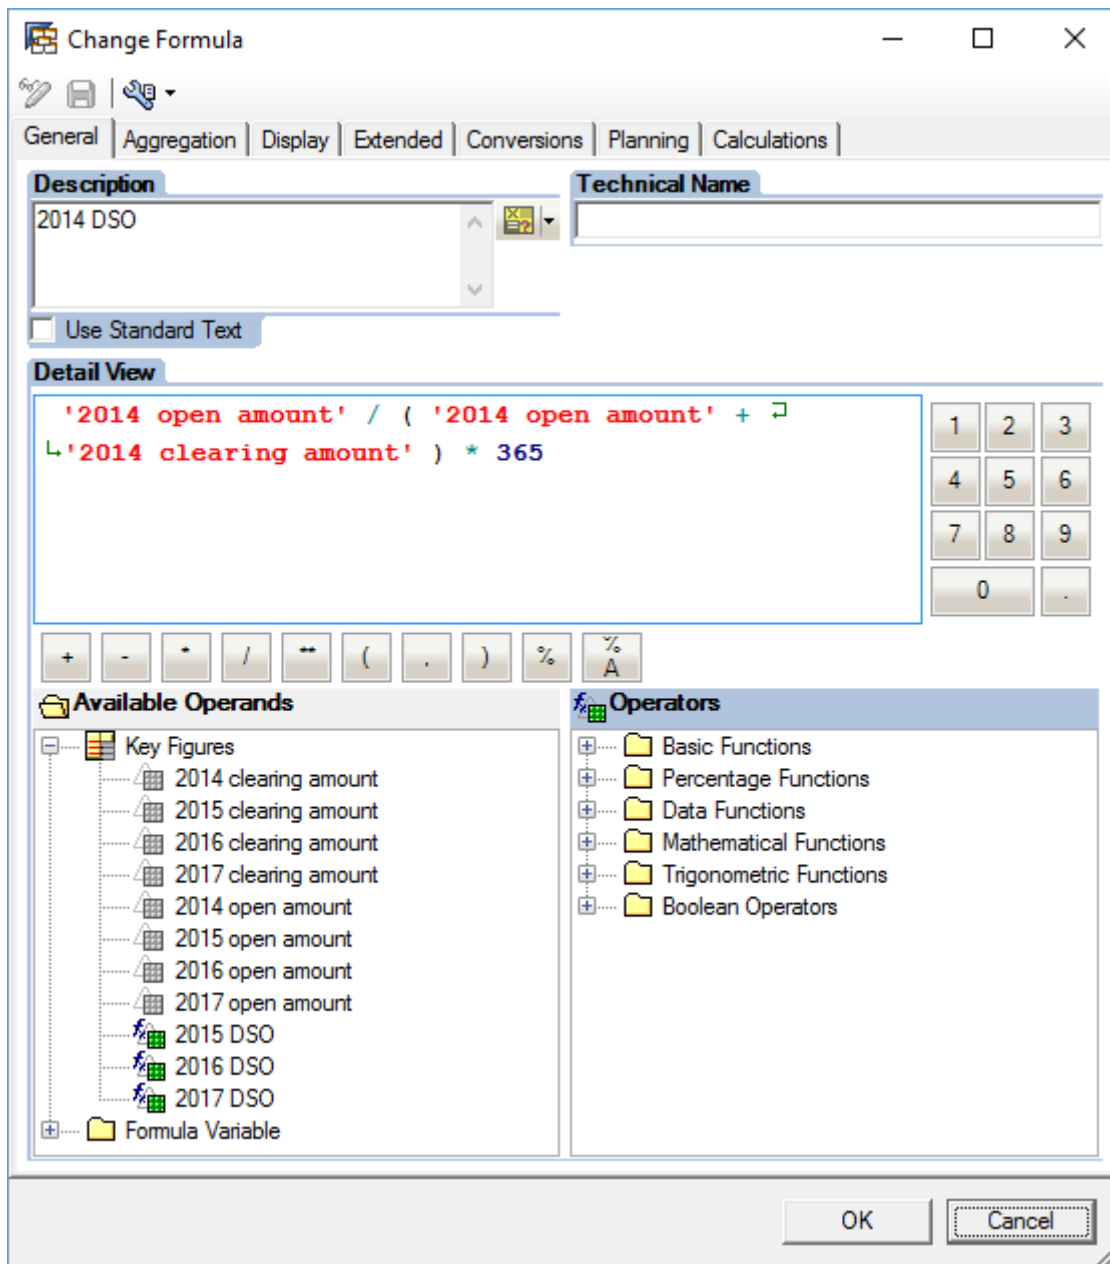 Change Formula
General Aggregation Display Extended Conversions Planning Calculations
Description Technical Name
2014 DSO
Use Standard Text
Detail View
'2014 open amount' / ( '2014 open amount' +
'2014 clearing amount' ) * 365
1 2 3
4 5 6
7 8 9
0 .
+ - * / ** ( , ) % %A
Available Operands Operators
Key Figures Basic Functions
2014 clearing amount Percentage Functions
2015 clearing amount Data Functions
2016 clearing amount Mathematical Functions
2017 clearing amount Trigonometric Functions
2014 open amount Boolean Operators
2015 open amount
2016 open amount
2017 open amount
2015 DSO
2016 DSO
2017 DSO
Formula Variable
OK Cancel